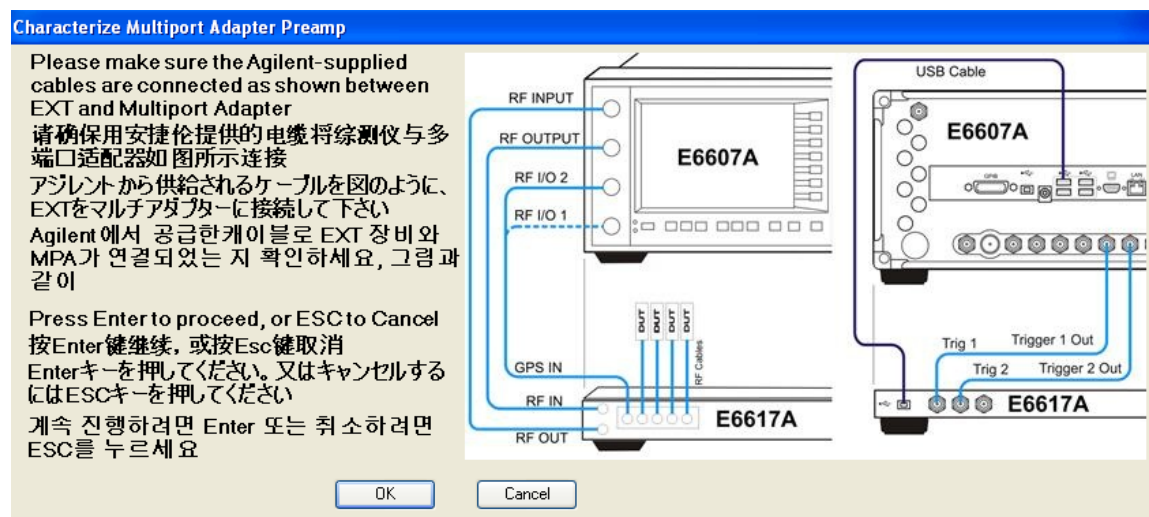 Characterize Multiport Adapter Preamp
Please make sure the Agilent-supplied
cables are connected as shown between
EXT and Multiport Adapter
请确保用安捷伦提供的电缆将综测仪与多
端口适配器如图所示连接
アジレントから供給されるケーブルを図のように、
EXTをマルチアダプターに接続して下さい
Agilent에서 공급한케이블로 EXT 장비와
MPA가 연결되었는 지 확인하세요, 그림과
같이
Press Enter to proceed, or ESC to Cancel
按Enter键继续，或按Esc键取消
Enterキーを押してください。又はキャンセルする
にはESCキーを押してください
계속 진행하려면 Enter 또는 취소하려면
ESC를 누르세요
OK
Cancel
RF INPUT
RF OUTPUT
RF I/O 2
RF I/O 1
E6607A
DUT
DUT
DUT
DUT
RF Cables
GPS IN
RF IN
RF OUT
E6617A
USB Cable
E6607A
GPIB
LAN
Trig 1
Trigger 1 Out
Trig 2
Trigger 2 Out
E6617A